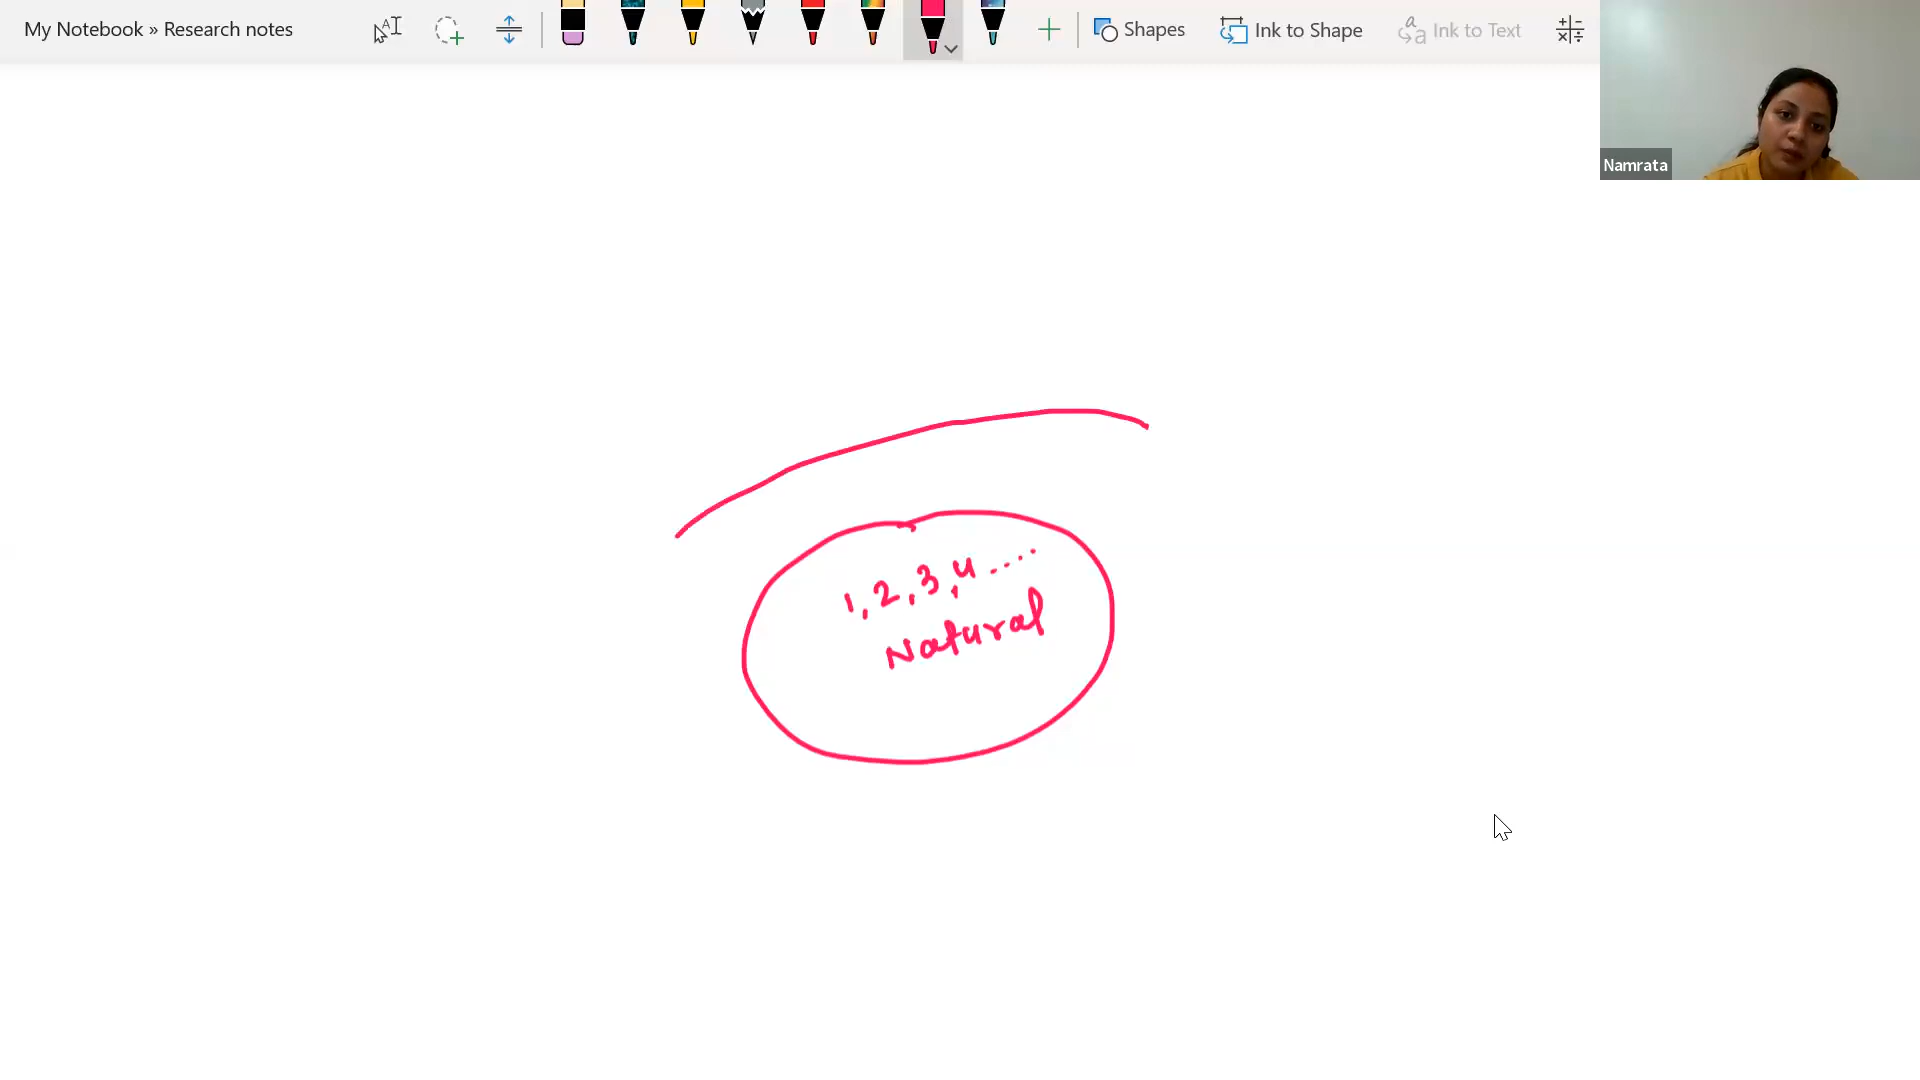 My Notebook » Research notes
Shapes
Ink to Shape
Ink to Text
Namrata
1, 2, 3, 4 ....
Natural